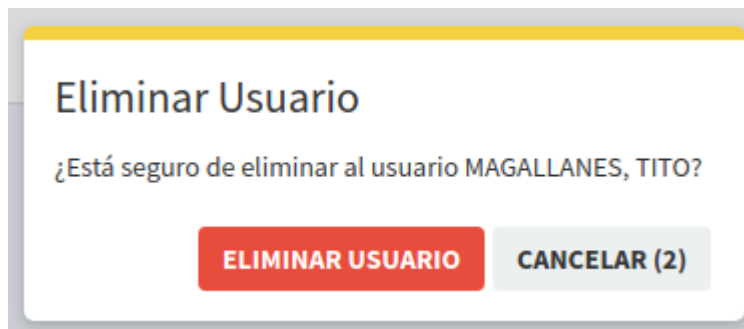 Eliminar Usuario
¿Está seguro de eliminar al usuario MAGALLANES, TITO?
ELIMINAR USUARIO CANCELAR (2)